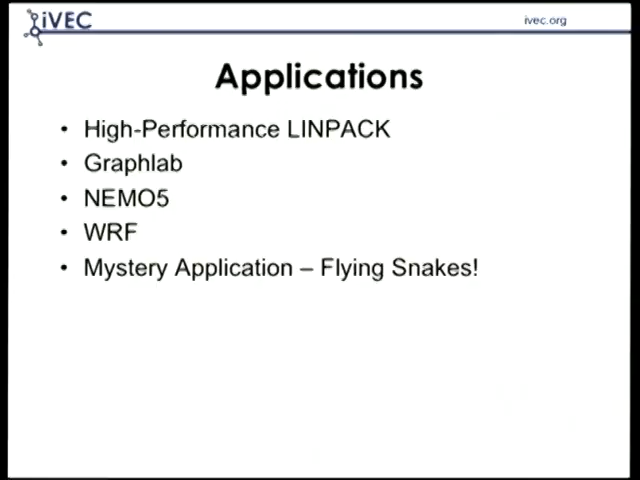 iVEC
ivec.org
Applications
• High-Performance LINPACK
• Graphlab
• NEMO5
• WRF
• Mystery Application – Flying Snakes!